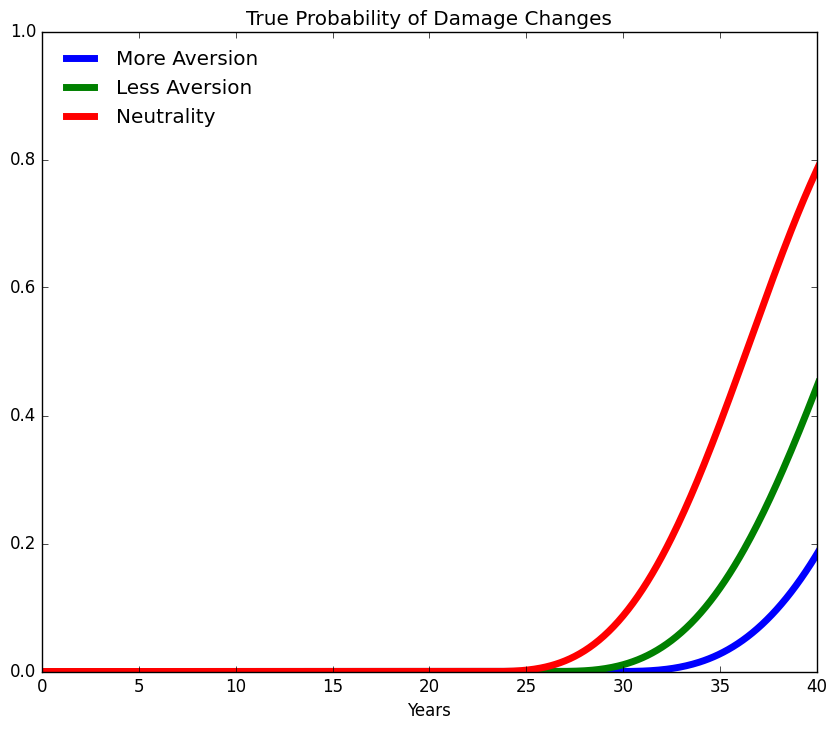 True Probability of Damage Changes
1.0
More Aversion
Less Aversion
Neutrality
0.8
0.6
0.4
0.2
0.0
0 5 10 15 20 25 30 35 40
Years